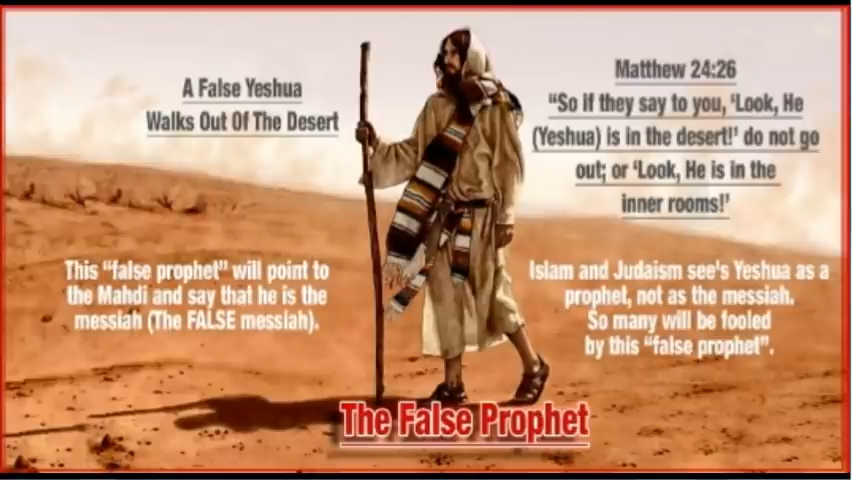 A False Yeshua
Walks Out Of The Desert
Matthew 24:26
“So if they say to you, ‘Look, He
(Yeshua) is in the desert!’ do not go
out; or ‘Look, He is in the
inner rooms!’
This “false prophet” will point to
the Mahdi and say that he is the
messiah (The FALSE messiah).
Islam and Judaism see's Yeshua as a
prophet, not as the messiah.
So many will be fooled
by this “false prophet”.
The False Prophet